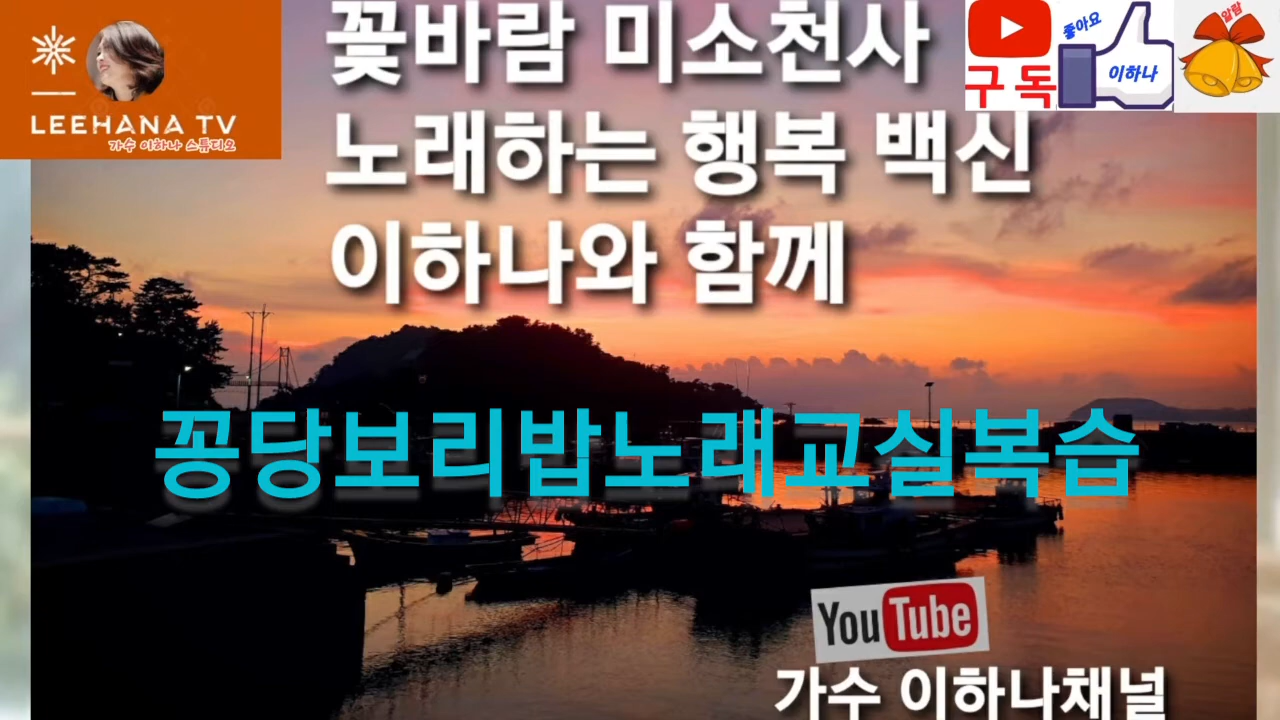 LEEHANA TV
가수 이하나 스튜디오
꽃바람 미소천사
노래하는 행복 백신
이하나와 함께
구독
좋아요
이하나
알람
꽁당보리밥노래교실복습
YouTube
가수 이하나채널